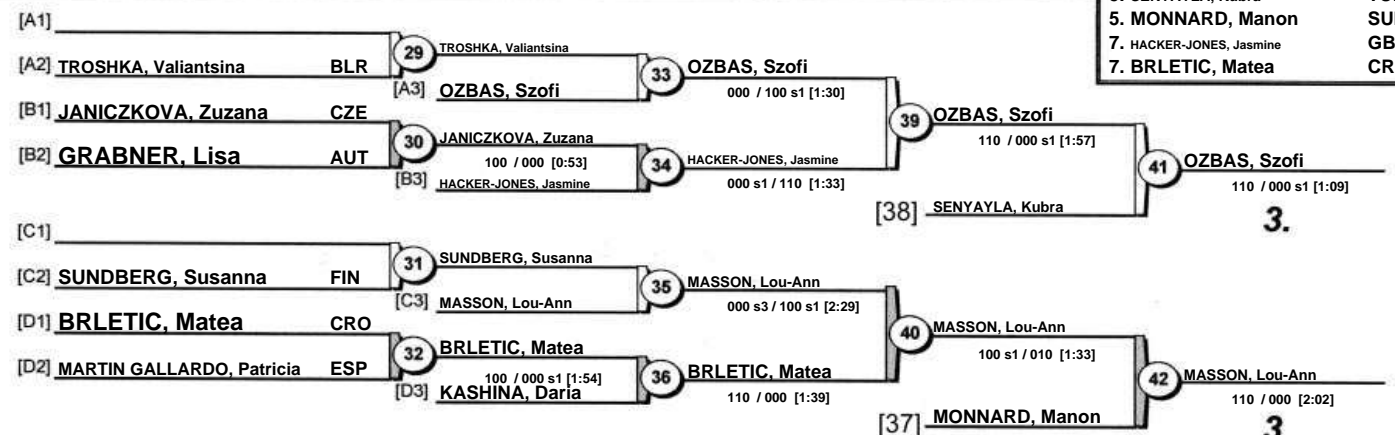 5. MONNARD, Manon
7. HACKER-JONES, Jasmine GB
7. BRLETIC, Matea CR
[A1]
[A2] TROSHKA, Valiantsina BLR
29 TROSHKA, Valiantsina
[A3] OZBAS, Szofi
33 OZBAS, Szofi
000 / 100 s1 [1:30]
[B1] JANICZKOVA, Zuzana CZE
[B2] GRABNER, Lisa AUT
30 JANICZKOVA, Zuzana
100 / 000 [0:53]
[B3] HACKER-JONES, Jasmine
34 HACKER-JONES, Jasmine
000 s1 / 110 [1:33]
39 OZBAS, Szofi
110 / 000 s1 [1:57]
[38] SENYAYLA, Kubra
41 OZBAS, Szofi
110 / 000 s1 [1:09]
3.
[C1]
[C2] SUNDBERG, Susanna FIN
31 SUNDBERG, Susanna
[C3] MASSON, Lou-Ann
35 MASSON, Lou-Ann
000 s3 / 100 s1 [2:29]
[D1] BRLETIC, Matea CRO
[D2] MARTIN GALLARDO, Patricia ESP
32 BRLETIC, Matea
100 / 000 s1 [1:54]
[D3] KASHINA, Daria
36 BRLETIC, Matea
110 / 000 [1:39]
40 MASSON, Lou-Ann
100 s1 / 010 [1:33]
[37] MONNARD, Manon
42 MASSON, Lou-Ann
110 / 000 [2:02]
3